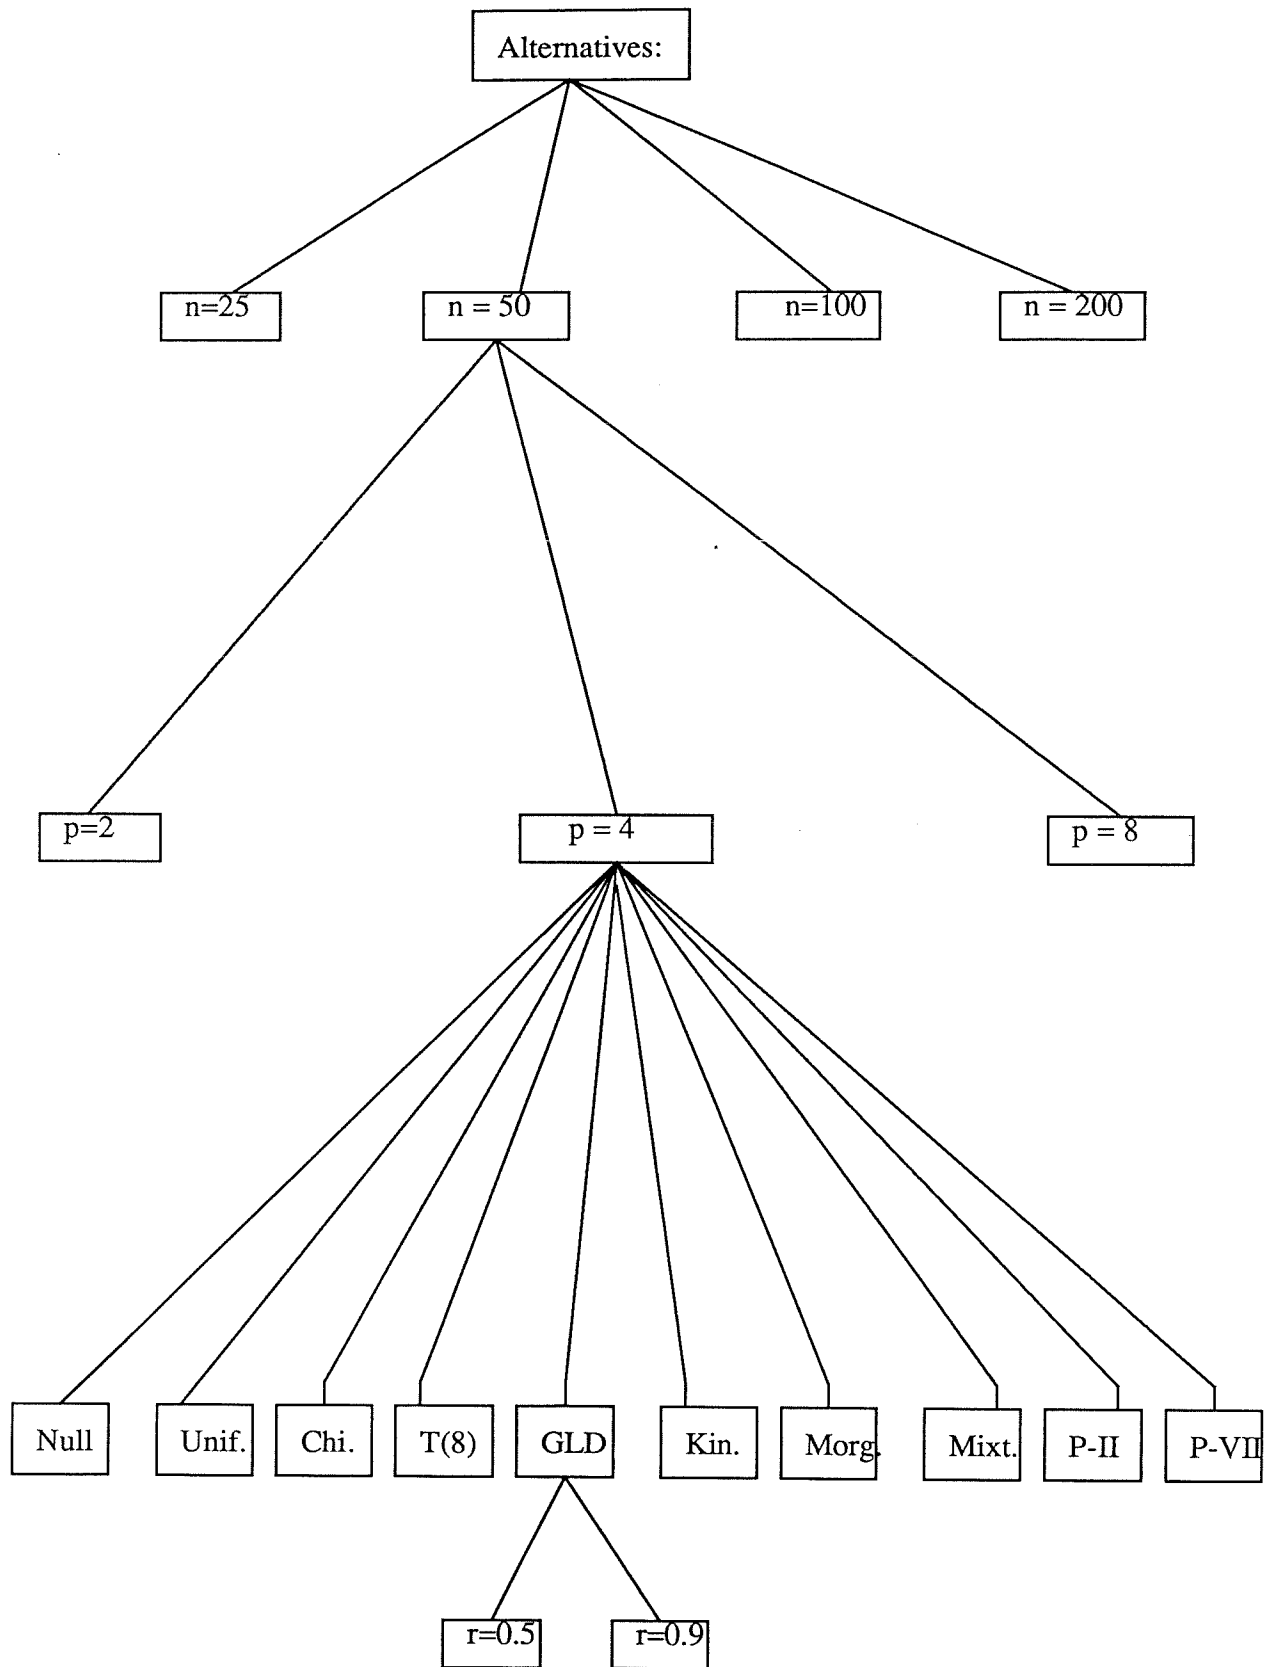 Alternatives:
n=25
n = 50
n=100
n = 200
p=2
p = 4
p = 8
Null
Unif.
Chi.
T(8)
GLD
Kin.
Morg.
Mixt.
P-II
P-VII
r=0.5
r=0.9